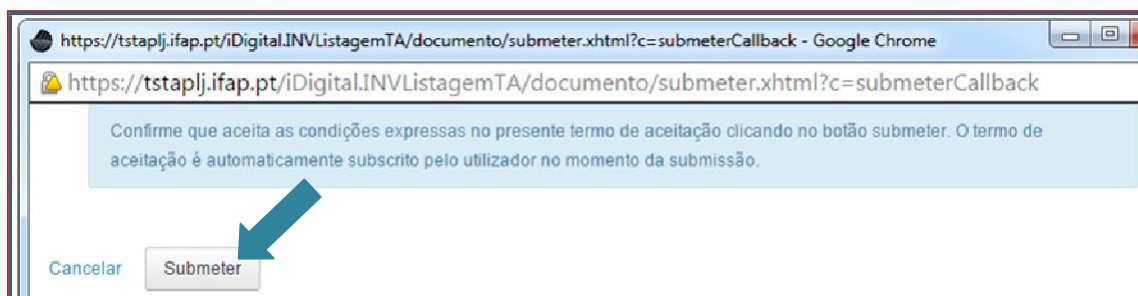 https://tstaplj.ifap.pt/iDigital.INVListagemTA/documento/submeter.xhtml?c=submeterCallback - Google Chrome
https://tstaplj.ifap.pt/iDigital.INVListagemTA/documento/submeter.xhtml?c=submeterCallback
Confirme que aceita as condições expressas no presente termo de aceitação clicando no botão submeter. O termo de
aceitação é automaticamente subscrito pelo utilizador no momento da submissão.
Cancelar Submeter